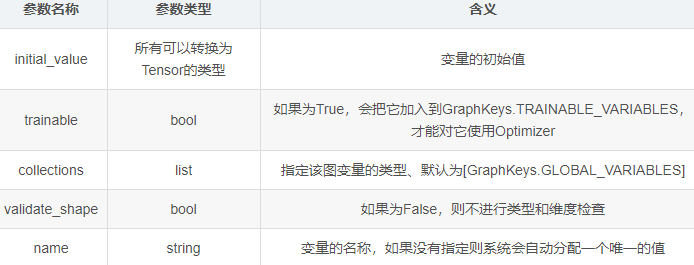 参数名称 参数类型 含义
initial_value 所有可以转换为
Tensor的类型 变量的初始值
trainable bool 如果为True，会把它加入到GraphKeys.TRAINABLE_VARIABLES，
才能对它使用Optimizer
collections list 指定该图变量的类型、默认为[GraphKeys.GLOBAL_VARIABLES]
validate_shape bool 如果为False，则不进行类型和维度检查
name string 变量的名称，如果没有指定则系统会自动分配一个唯一的值